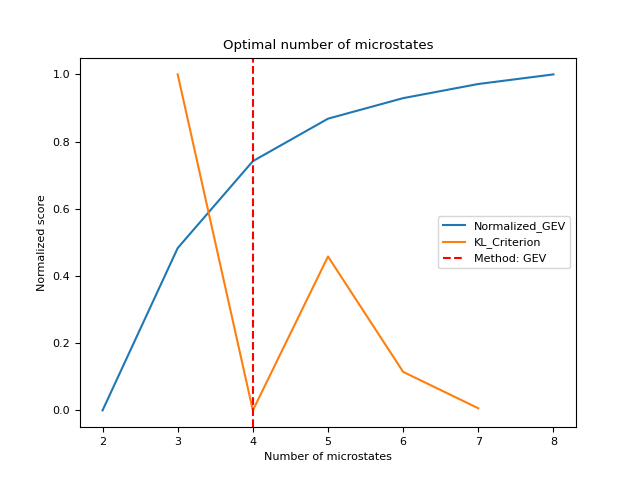 Optimal number of microstates
1.0
0.8
0.6
0.4
0.2
0.0
Normalized score
Normalized_GEV
KL_Criterion
Method: GEV
2 3 4 5 6 7 8
Number of microstates